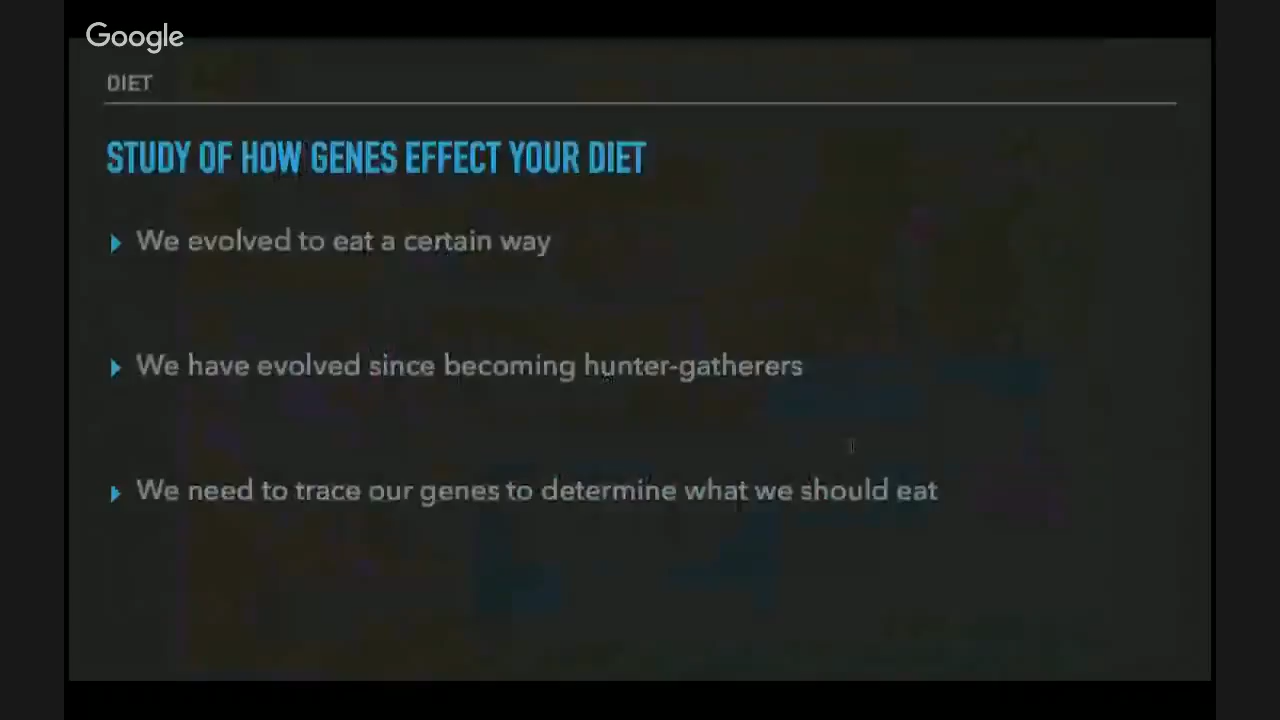 Google
DIET
STUDY OF HOW GENES EFFECT YOUR DIET
We evolved to eat a certain way
We have evolved since becoming hunter-gatherers
We need to trace our genes to determine what we should eat